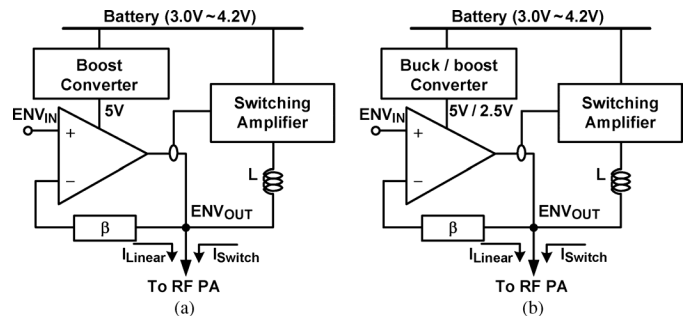 Battery (3.0V~4.2V)
Boost
Converter
5V
ENVIN
+
−
Switching
Amplifier
L
β
ENVOUT
ILinear
ISwitch
To RF PA
(a)
Battery (3.0V~4.2V)
Buck / boost
Converter
5V / 2.5V
ENVIN
+
−
Switching
Amplifier
L
β
ENVOUT
ILinear
ISwitch
To RF PA
(b)